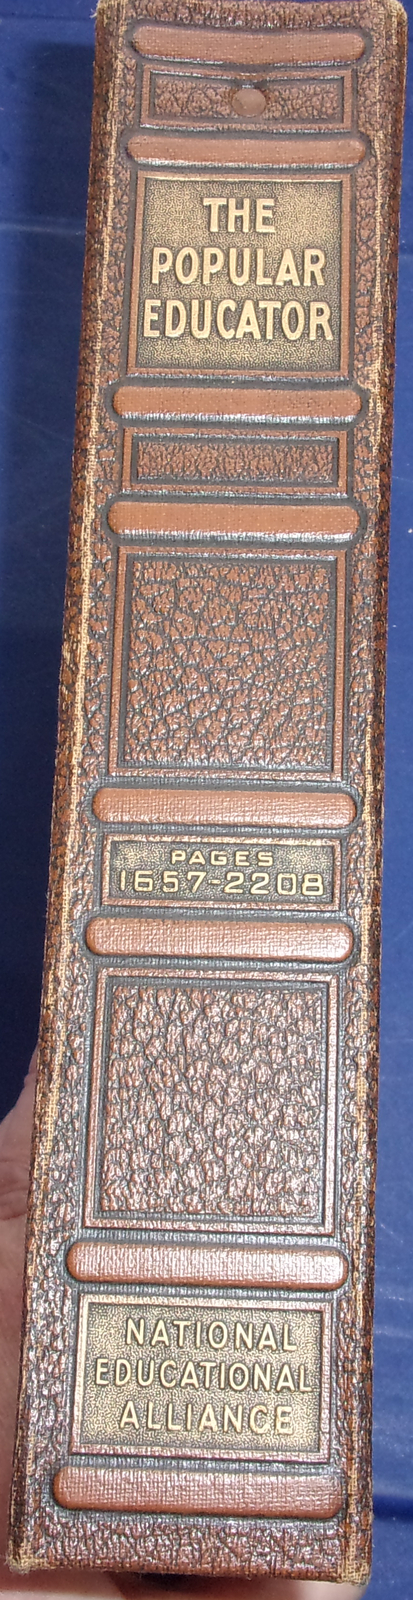 THE
POPULAR
EDUCATOR
PAGES
1657-2208
NATIONAL
EDUCATIONAL
ALLIANCE